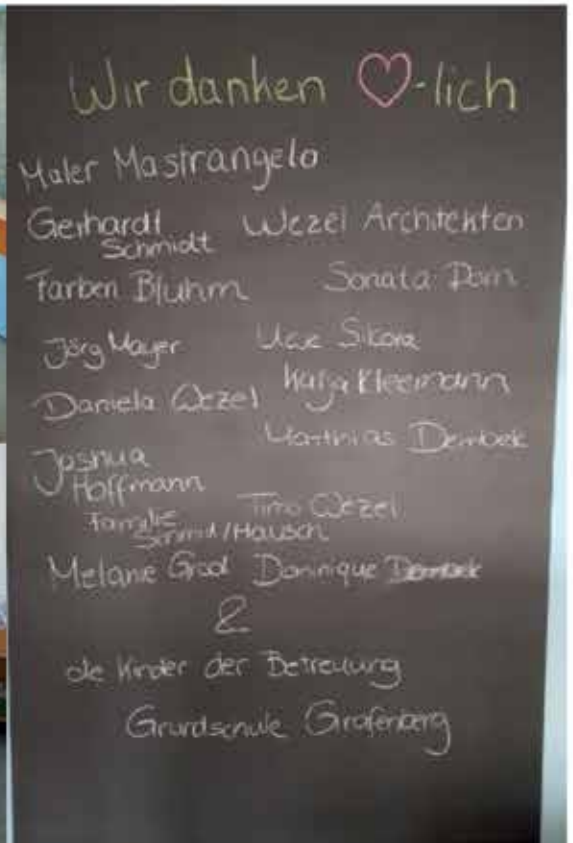 Wir danken ♡-lich
Maler Mastrangelo
Gerhardt Schmidt Wezel Architekten
Farben Bluhm Sonata Dorn
Jörg Mayer Uwe Sikora
Daniela Wezel Katja Kleemann
Matthias Dembek
Joshua
Hoffmann
Familie Timo Wezel
Schmid/Hausch
Melanie Dominique Dembek
&
die Kinder der Betreuung
Grundschule Grafenberg